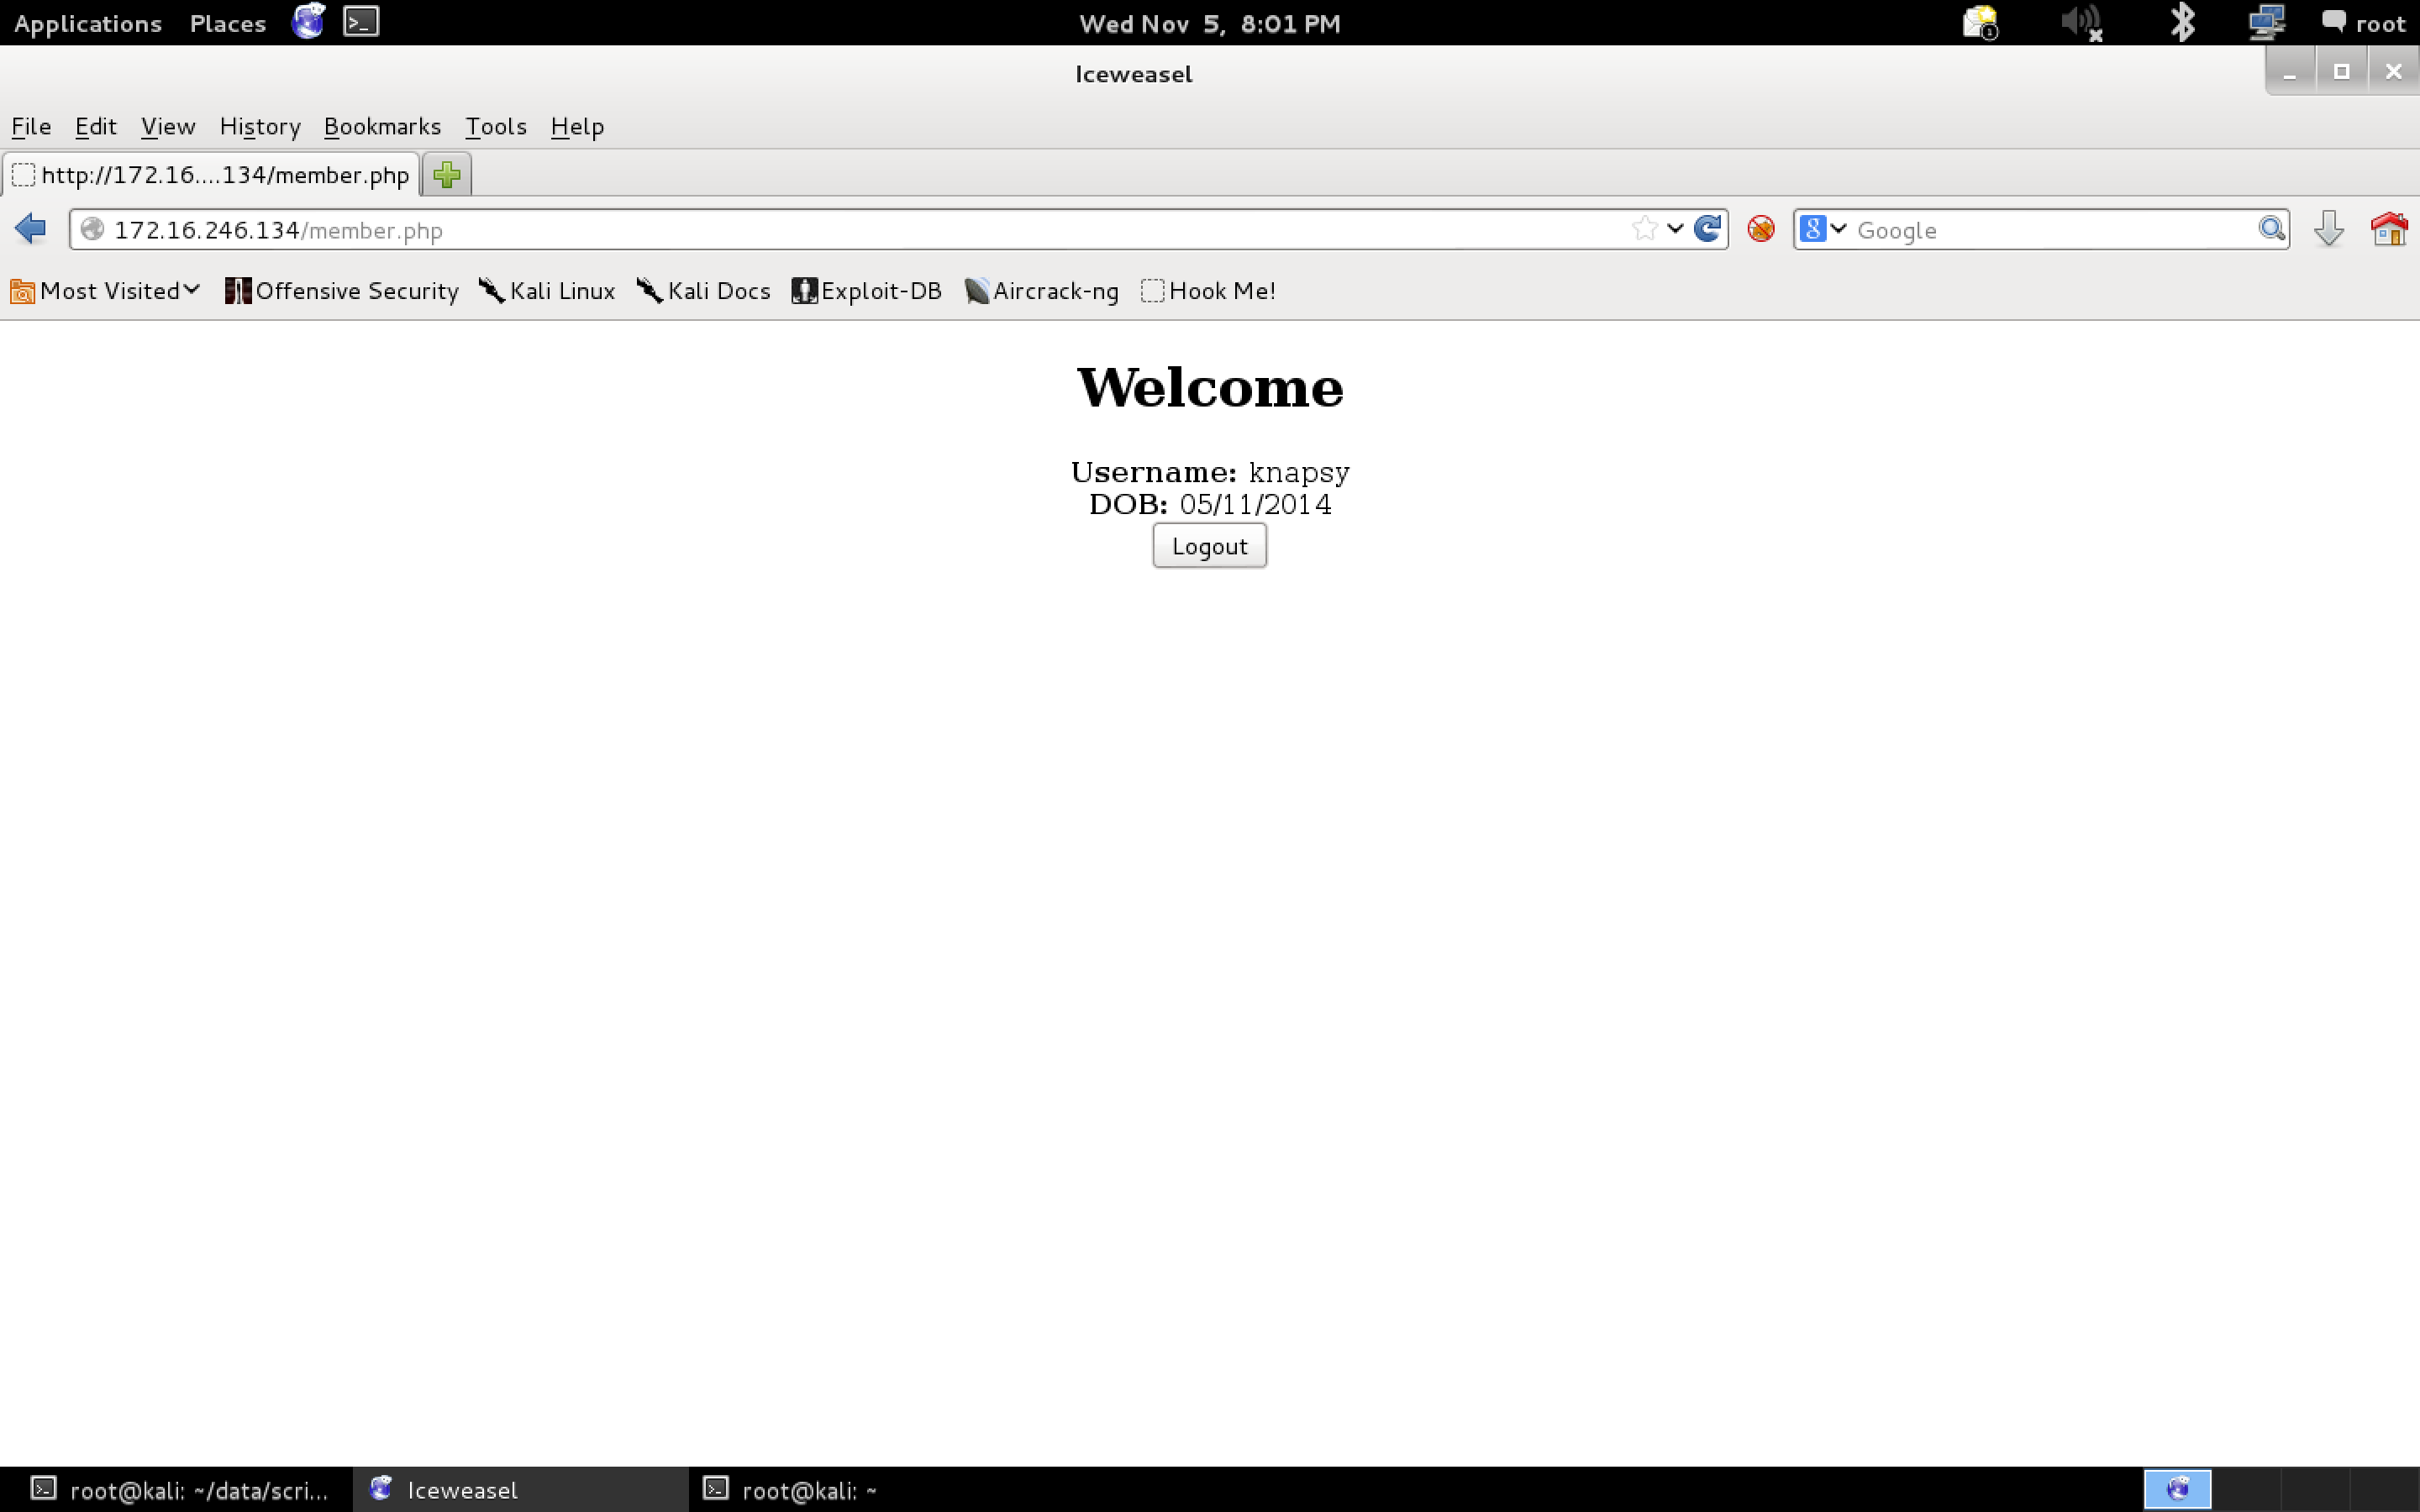 Applications Places Wed Nov 5, 8:01 PM root
Iceweasel
File Edit View History Bookmarks Tools Help
http://172.16....134/member.php
172.16.246.134/member.php Google
Most Visited Offensive Security Kali Linux Kali Docs Exploit-DB Aircrack-ng Hook Me!
Welcome
Username: knapsy
DOB: 05/11/2014
Logout
root@kali: ~/data/scri... Iceweasel root@kali: ~